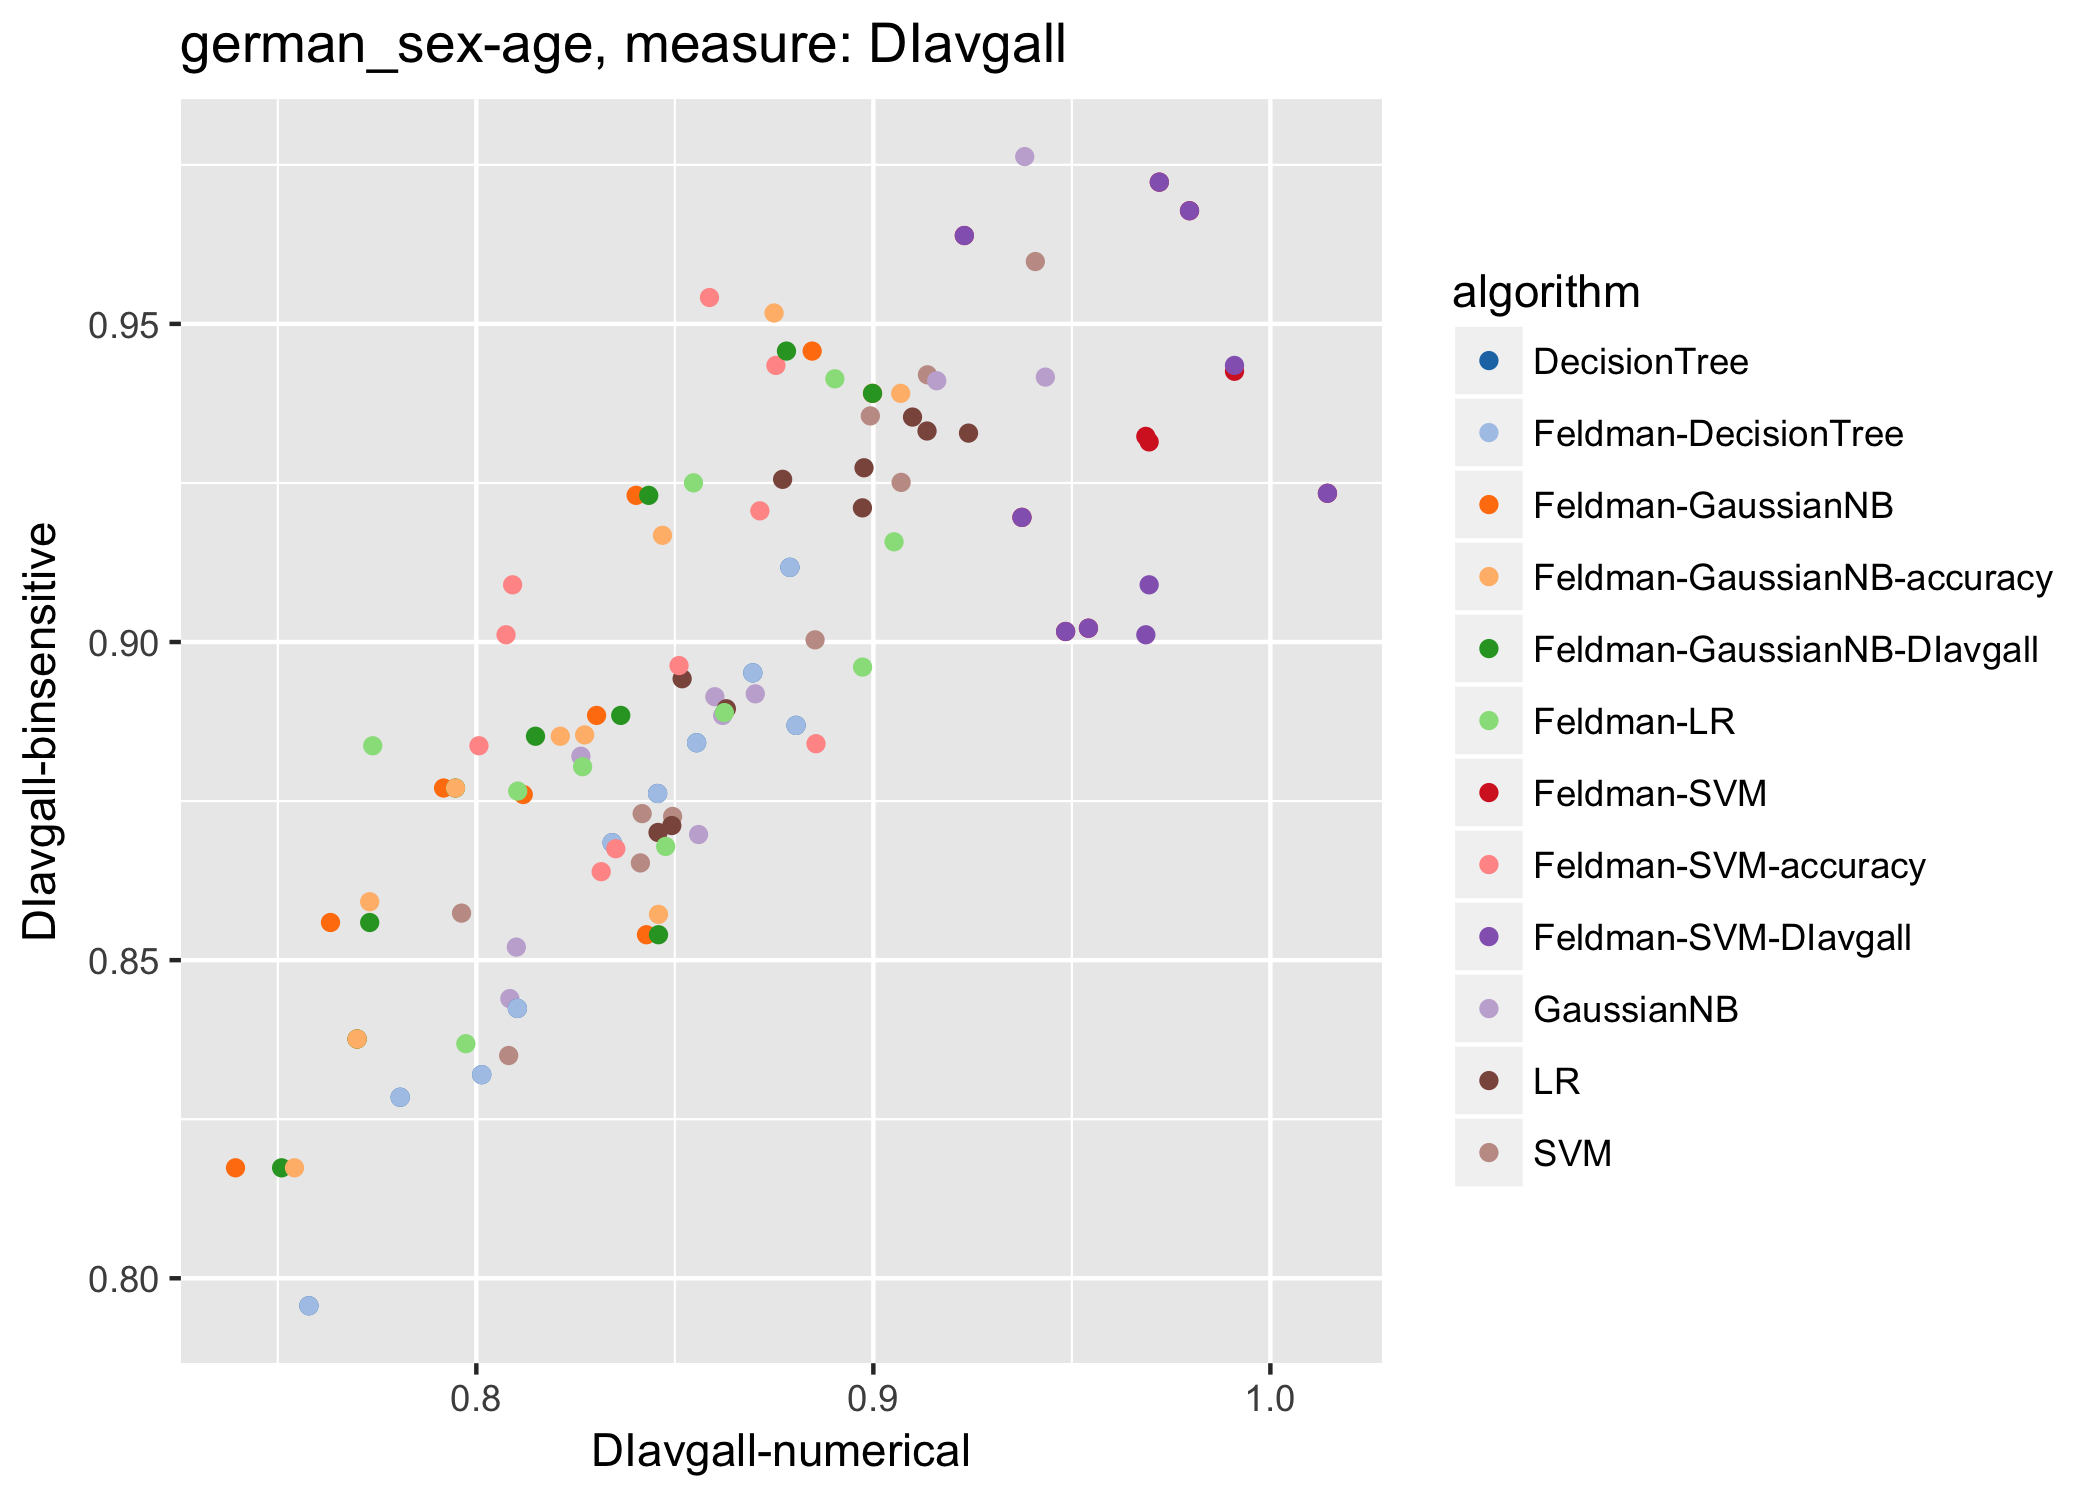 german_sex-age, measure: DIavgall
DIavgall-binsensitive
0.95
0.90
0.85
0.80
0.8
0.9
1.0
DIavgall-numerical
algorithm
DecisionTree
Feldman-DecisionTree
Feldman-GaussianNB
Feldman-GaussianNB-accuracy
Feldman-GaussianNB-DIavgall
Feldman-LR
Feldman-SVM
Feldman-SVM-accuracy
Feldman-SVM-DIavgall
GaussianNB
LR
SVM